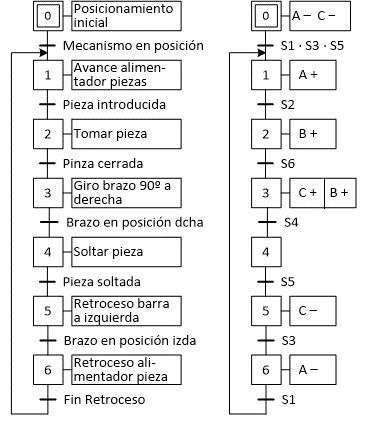 0 Posicionamiento
inicial
Mecanismo en posición
1 Avance alimen-
tador piezas
Pieza introducida
2 Tomar pieza
Pinza cerrada
3 Giro brazo 90º a
derecha
Brazo en posición dcha
4 Soltar pieza
Pieza soltada
5 Retroceso barra
a izquierda
Brazo en posición izda
6 Retroceso ali-
mentador pieza
Fin Retroceso
0 A – C –
S1 · S3 · S5
1 A +
S2
2 B +
S6
3 C + B +
S4
4
S5
5 C –
S3
6 A –
S1